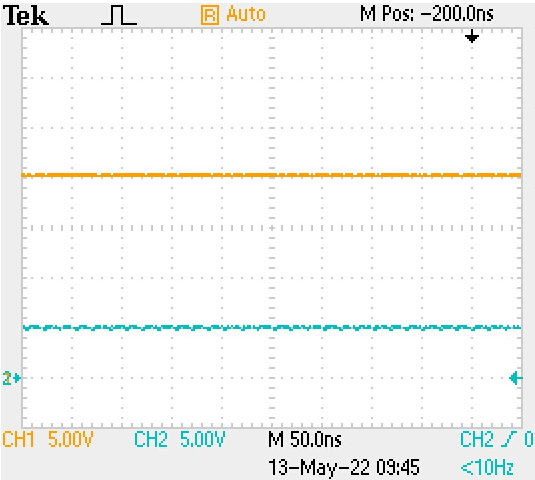 Tek R Auto M Pos: -200.0ns
2
CH1 5.00V CH2 5.00V M 50.0ns CH2 0
13-May-22 09:45 <10Hz